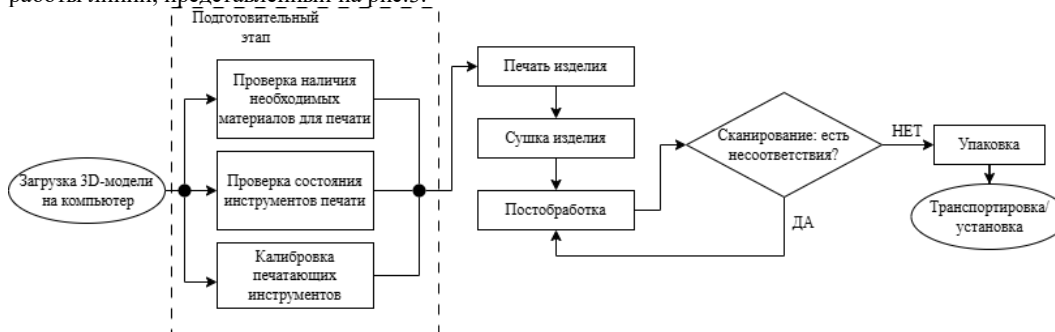 работы линии, представленный на рис.3.
Подготовительный
этап
Проверка наличия
необходимых
материалов для печати
Загрузка 3D-модели
на компьютер
Проверка состояния
инструментов печати
Калибровка
печатающих
инструментов
Печать изделия
Сушка изделия
Постобработка
Сканирование: есть
несоответствия?
НЕТ
ДА
Упаковка
Транспортировка/
установка